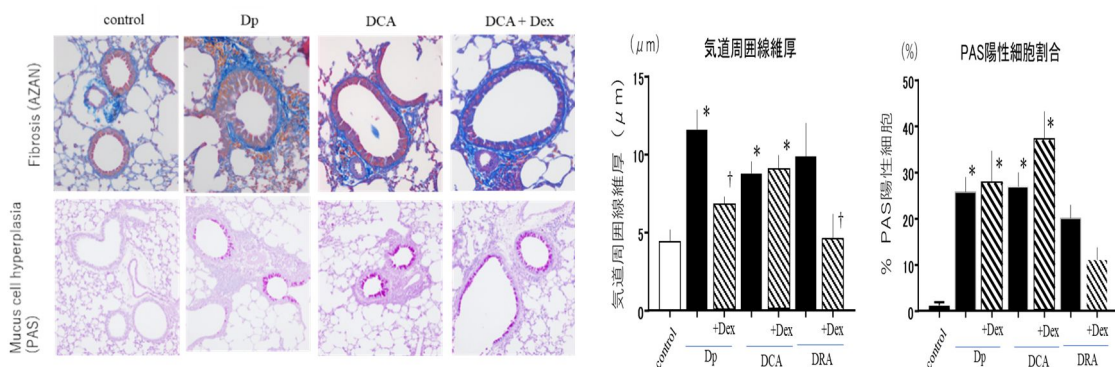 control
Dp
DCA
DCA + Dex
Fibrosis (AZAN)
Mucus cell hyperplasia
(PAS)
(μm)
気道周囲線維厚
気道周囲線維厚 (μm)
15
10
5
0
control
+Dex
+Dex
+Dex
Dp
DCA
DRA
* † * * †
(%)
PAS陽性細胞割合
% PAS陽性細胞
50
40
30
20
10
0
control
+Dex
+Dex
+Dex
Dp
DCA
DRA
* * * *